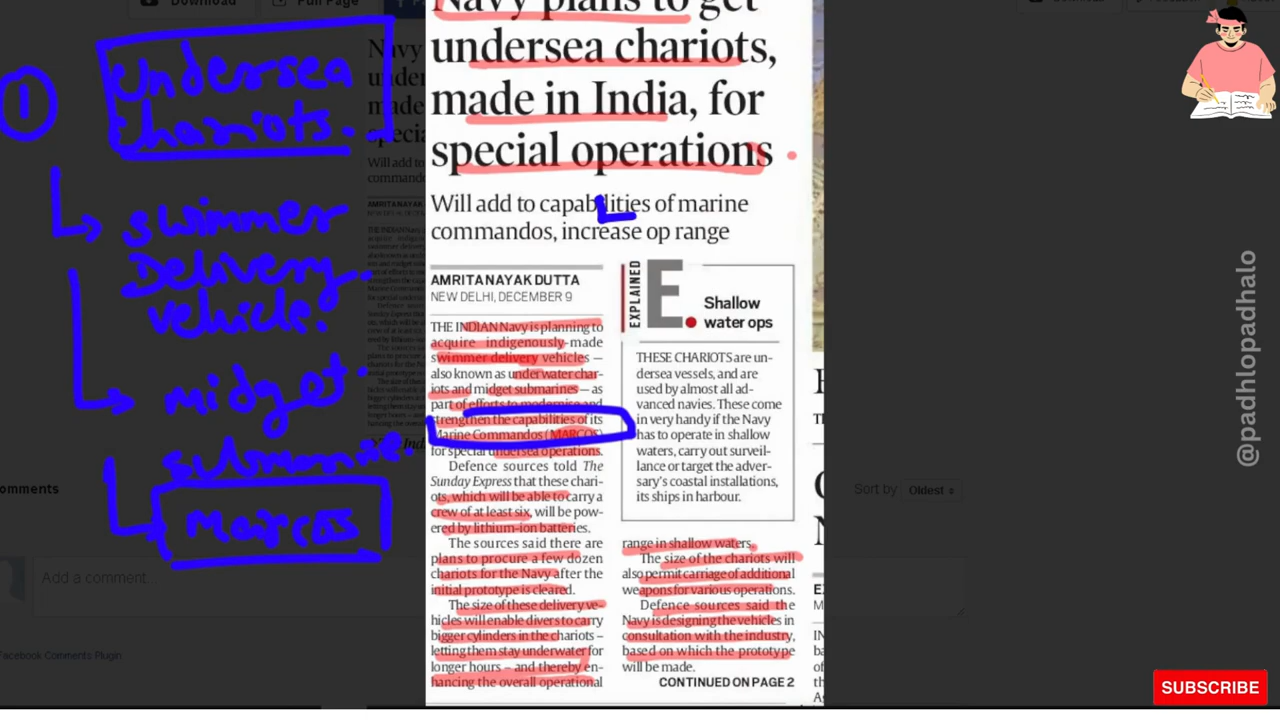 Download
Full Page
Navy plans to get
undersea chariots,
made in India, for
special operations
Will add to capabilities of marine
commandos, increase op range
AMRITA NAYAK DUTTA
NEW DELHI, DECEMBER 9
THE INDIAN Navy is planning to
acquire indigenously-made
swimmer delivery vehicles —
also known as underwater char-
iots and midget submarines — as
part of efforts to modernise and
strengthen the capabilities of its
Marine Commandos (MARCOS)
for special undersea operations.
Defence sources told The
Sunday Express that these chari-
ots, which will be able to carry a
crew of at least six, will be pow-
ered by lithium-ion batteries.
The sources said there are
plans to procure a few dozen
chariots for the Navy after the
initial prototype is cleared.
The size of these delivery ve-
hicles will enable divers to carry
bigger cylinders in the chariots –
letting them stay underwater for
longer hours – and thereby en-
hancing the overall operational
EXPLAINED
E.
Shallow
water ops
THESE CHARIOTS are un-
dersea vessels, and are
used by almost all ad-
vanced navies. These come
in very handy if the Navy
has to operate in shallow
waters, carry out surveil-
lance or target the adver-
sary's coastal installations,
its ships in harbour.
range in shallow waters.
The size of the chariots will
also permit carriage of additional
weapons for various operations.
Defence sources said the
Navy is designing the vehicles in
consultation with the industry,
based on which the prototype
will be made.
CONTINUED ON PAGE 2
1
Undersea
Chariots.
swimmer
Delivery
vehicle.
midget
submarine.
Marcos
omments
Sort by
Oldest
Add a comment
Facebook Comments Plugin
@padhlopadhalo
SUBSCRIBE